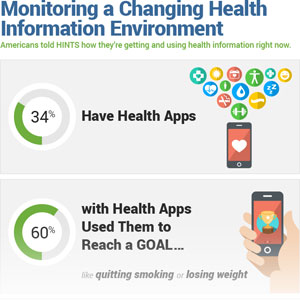 Monitoring a Changing Health
Information Environment
Americans told HINTS how they're getting and using health information right now.
34%
Have Health Apps
60%
with Health Apps
Used Them to
Reach a GOAL...
like quitting smoking or losing weight